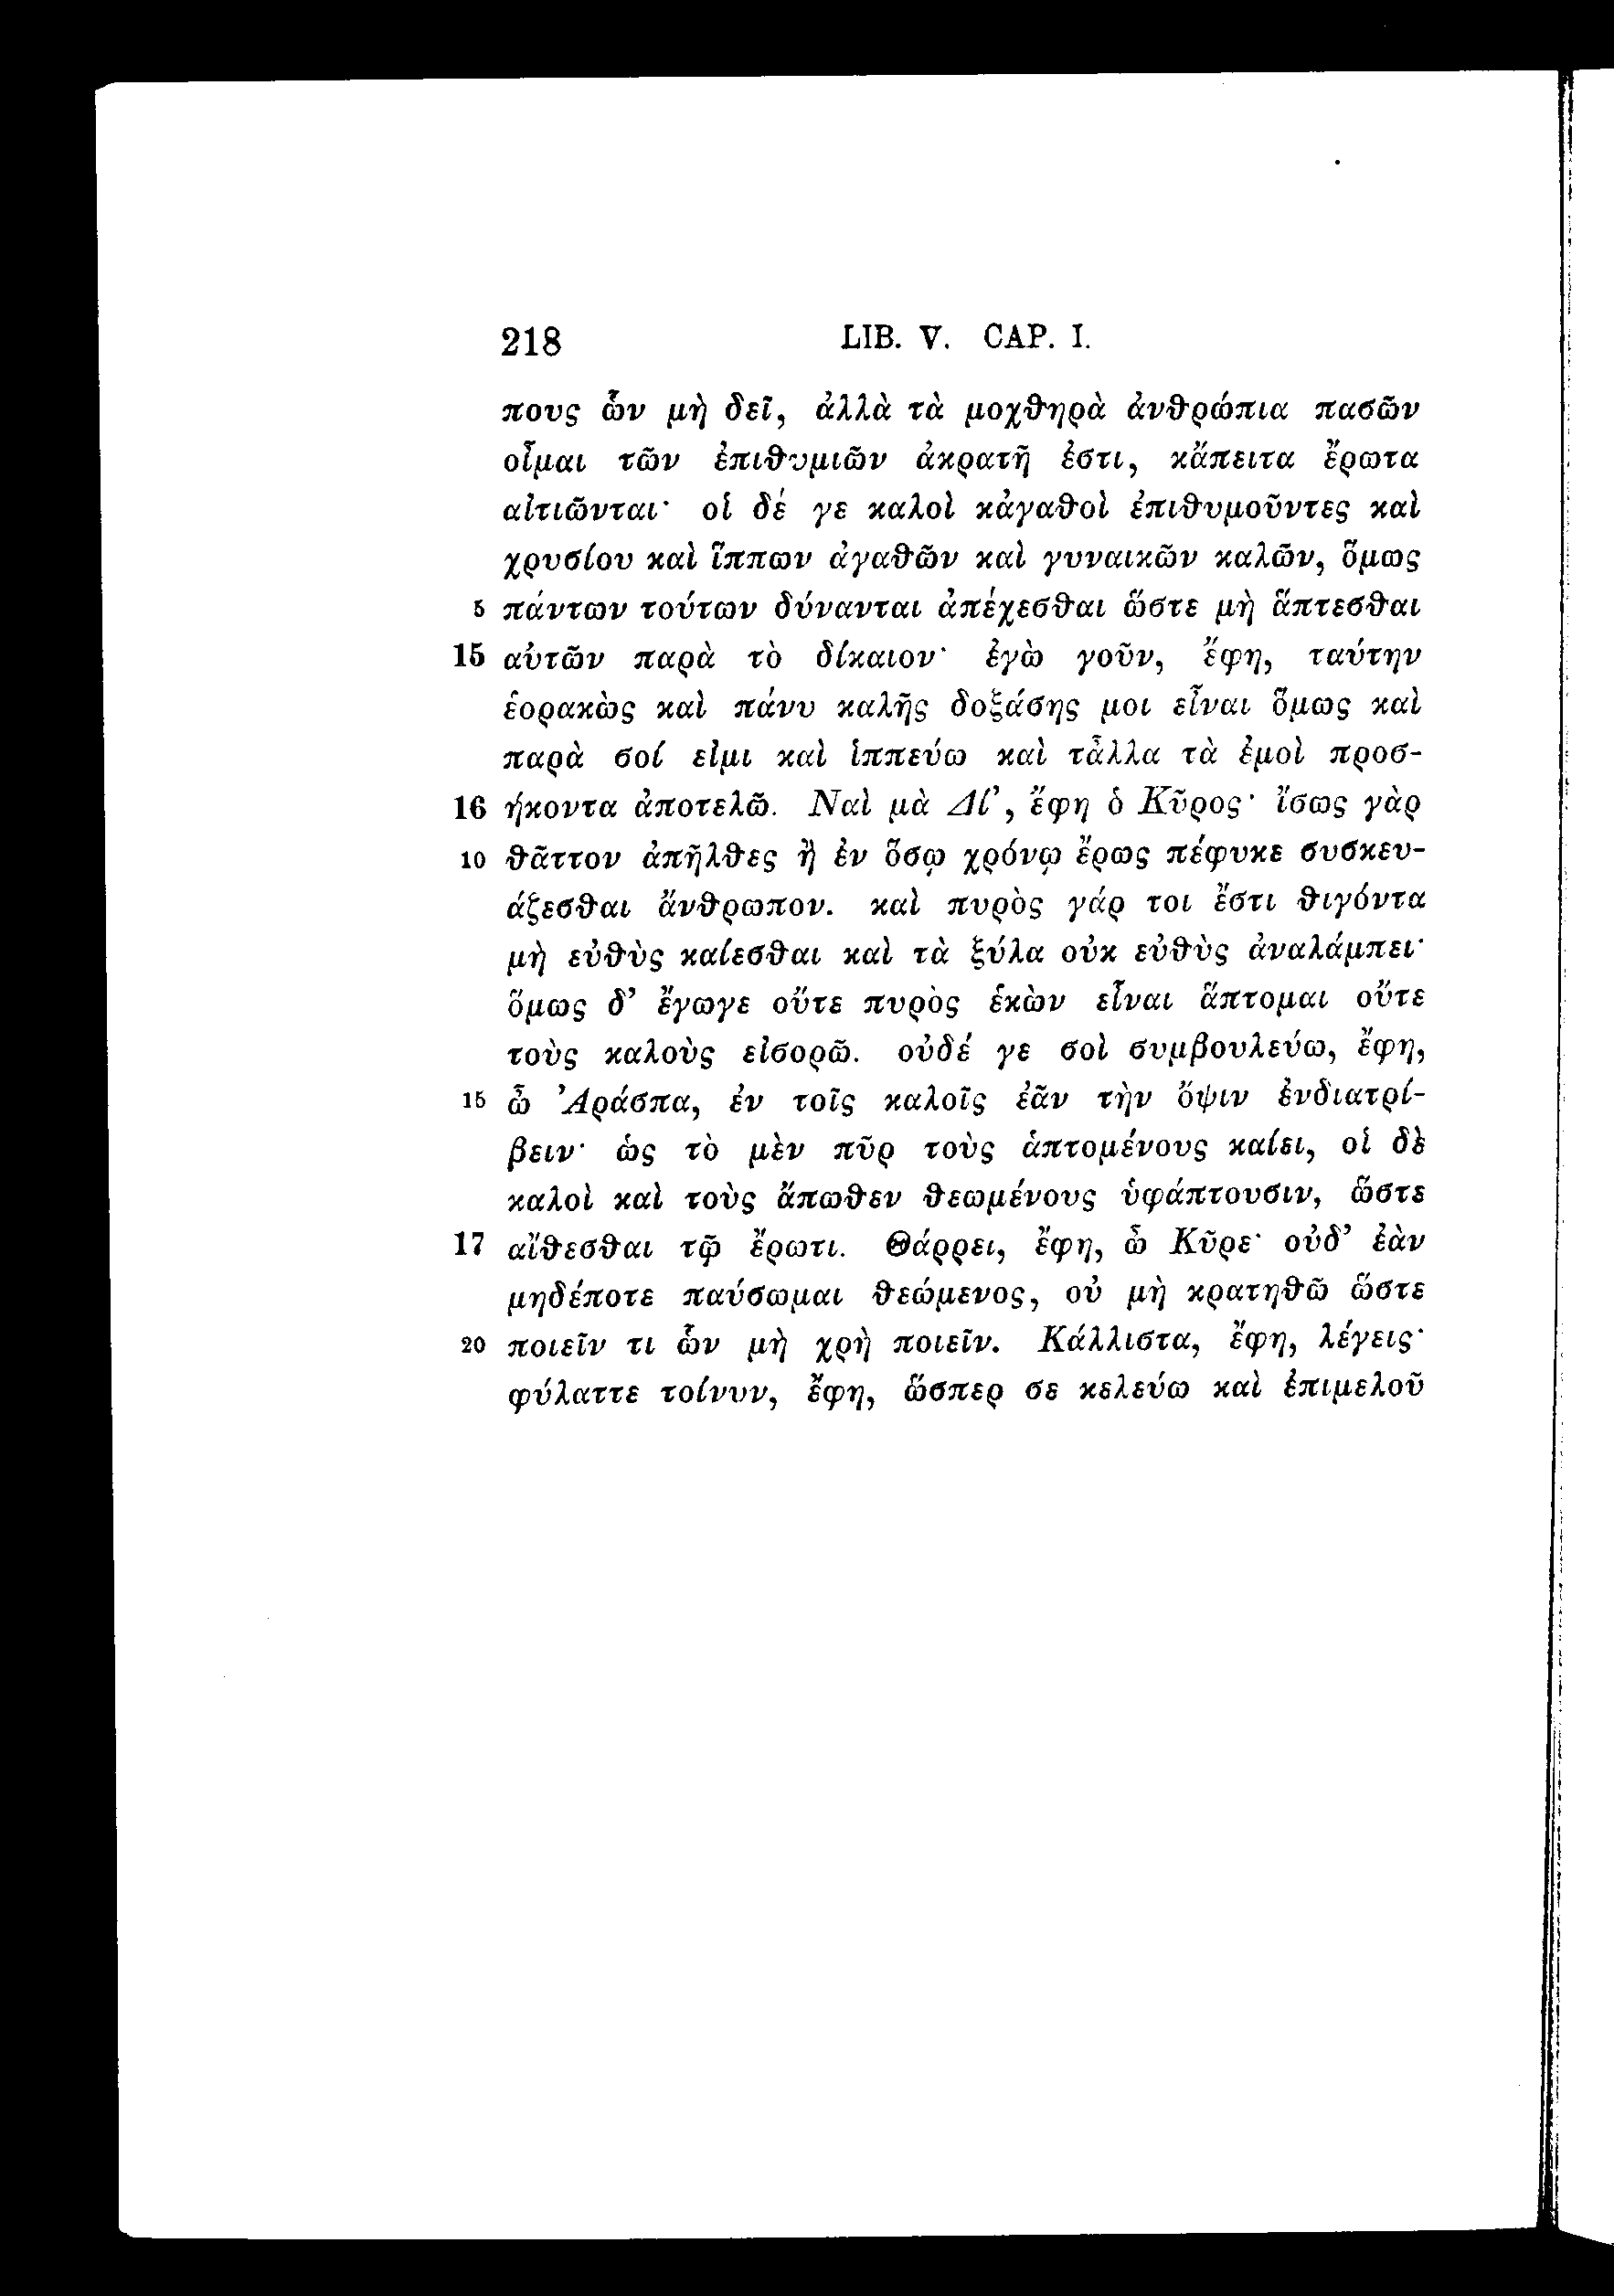 218 LIB. V. CAP. I.
πους ὧν μὴ δεῖ, ἀλλὰ τὰ μοχθηρὰ ἀνθρώπια πασῶν
οἶμαι τῶν ἐπιθυμιῶν ἀκρατῆ ἐστι, κἄπειτα ἔρωτα
αἰτιῶνται· οἱ δέ γε καλοὶ κἀγαθοὶ ἐπιθυμοῦντες καὶ
χρυσίου καὶ ἵππων ἀγαθῶν καὶ γυναικῶν καλῶν, ὅμως
5 πάντων τούτων δύνανται ἀπέχεσθαι ὥστε μὴ ἅπτεσθαι
15 αὐτῶν παρὰ τὸ δίκαιον· ἐγὼ γοῦν, ἔφη, ταύτην
ἑορακὼς καὶ πάνυ καλῆς δοξάσης μοι εἶναι ὅμως καὶ
παρὰ σοί εἰμι καὶ ἱππεύω καὶ τἆλλα τὰ ἐμοὶ προσ-
16 ήκοντα ἀποτελῶ. Ναὶ μὰ Δί', ἔφη ὁ Κῦρος· ἴσως γὰρ
10 θᾶττον ἀπῆλθες ἢ ἐν ὅσῳ χρόνῳ ἔρως πέφυκε συσκευ-
άζεσθαι ἄνθρωπον. καὶ πυρὸς γάρ τοι ἔστι θιγόντα
μὴ εὐθὺς καίεσθαι καὶ τὰ ξύλα οὐκ εὐθὺς ἀναλάμπει·
ὅμως δ' ἔγωγε οὔτε πυρὸς ἑκὼν εἶναι ἅπτομαι οὔτε
τοὺς καλοὺς εἰσορῶ. οὐδέ γε σοὶ συμβουλεύω, ἔφη,
15 ὦ Ἀράσπα, ἐν τοῖς καλοῖς ἐᾶν τὴν ὄψιν ἐνδιατρί-
βειν· ὡς τὸ μὲν πῦρ τοὺς ἁπτομένους καίει, οἱ δὲ
καλοὶ καὶ τοὺς ἄπωθεν θεωμένους ὑφάπτουσιν, ὥστε
17 αἴθεσθαι τῷ ἔρωτι. Θάρρει, ἔφη, ὦ Κῦρε· οὐδ' ἐὰν
μηδέποτε παύσωμαι θεώμενος, οὐ μὴ κρατηθῶ ὥστε
20 ποιεῖν τι ὧν μὴ χρὴ ποιεῖν. Κάλλιστα, ἔφη, λέγεις·
φύλαττε τοίνυν, ἔφη, ὥσπερ σε κελεύω καὶ ἐπιμελοῦ